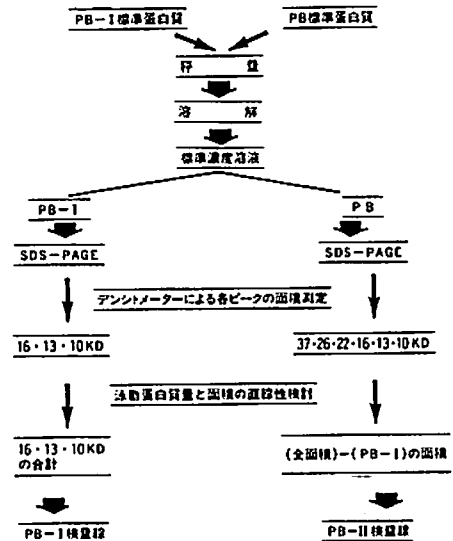 PB-I標準蛋白質
PB標準蛋白質
秤 量
溶 解
標準濃度溶液
PB-I
PB
SDS-PAGE
SDS-PAGE
デンシトメーターによる各ピークの面積測定
16・13・10KD
37・26・22・16・13・10KD
泳動蛋白質量と面積の直線性検討
16・13・10KD
の合計
(全面積)-(PB-I)の面積
PB-I検量線
PB-II検量線